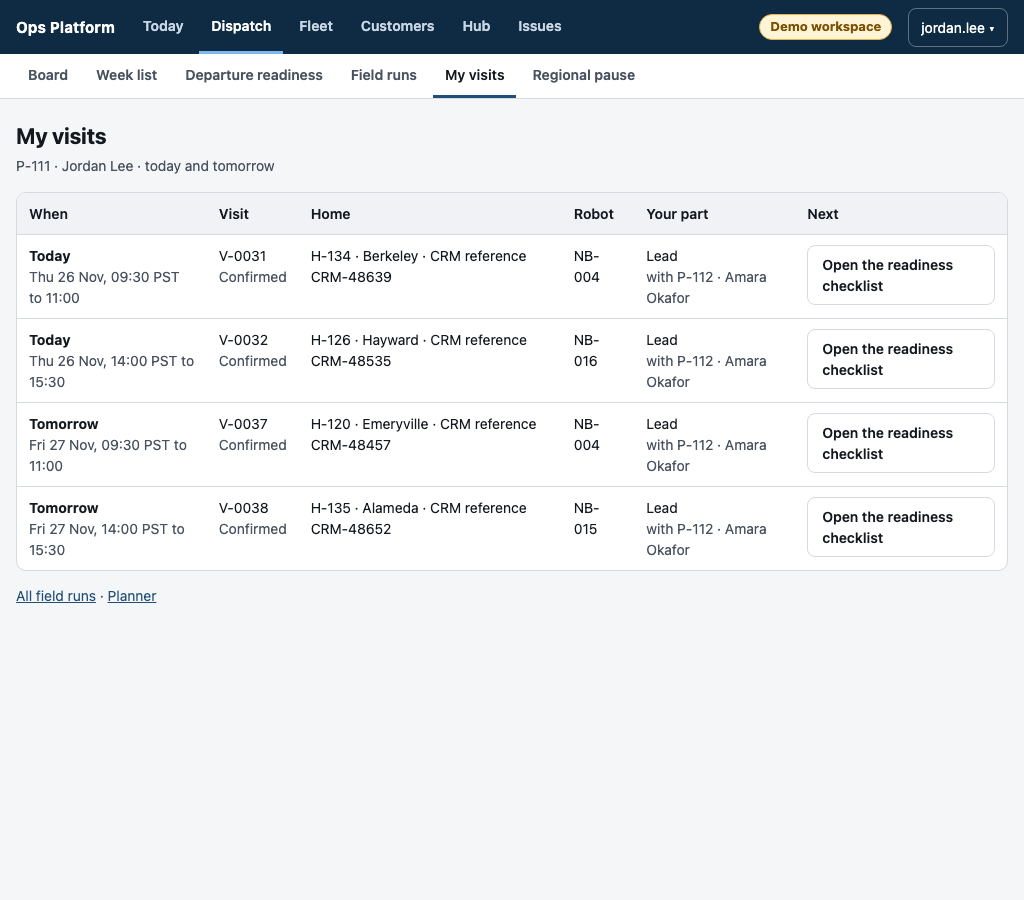 Ops Platform Today Dispatch Fleet Customers Hub Issues Demo workspace jordan.lee ▾
Board Week list Departure readiness Field runs My visits Regional pause
My visits
P-111 · Jordan Lee · today and tomorrow
When Visit Home Robot Your part Next
Today
Thu 26 Nov, 09:30 PST
to 11:00
V-0031
Confirmed
H-134 · Berkeley · CRM reference
CRM-48639
NB-
004
Lead
with P-112 · Amara
Okafor
Open the readiness
checklist
Today
Thu 26 Nov, 14:00 PST to
15:30
V-0032
Confirmed
H-126 · Hayward · CRM reference
CRM-48535
NB-
016
Lead
with P-112 · Amara
Okafor
Open the readiness
checklist
Tomorrow
Fri 27 Nov, 09:30 PST to
11:00
V-0037
Confirmed
H-120 · Emeryville · CRM reference
CRM-48457
NB-
004
Lead
with P-112 · Amara
Okafor
Open the readiness
checklist
Tomorrow
Fri 27 Nov, 14:00 PST to
15:30
V-0038
Confirmed
H-135 · Alameda · CRM reference
CRM-48652
NB-
015
Lead
with P-112 · Amara
Okafor
Open the readiness
checklist
All field runs · Planner